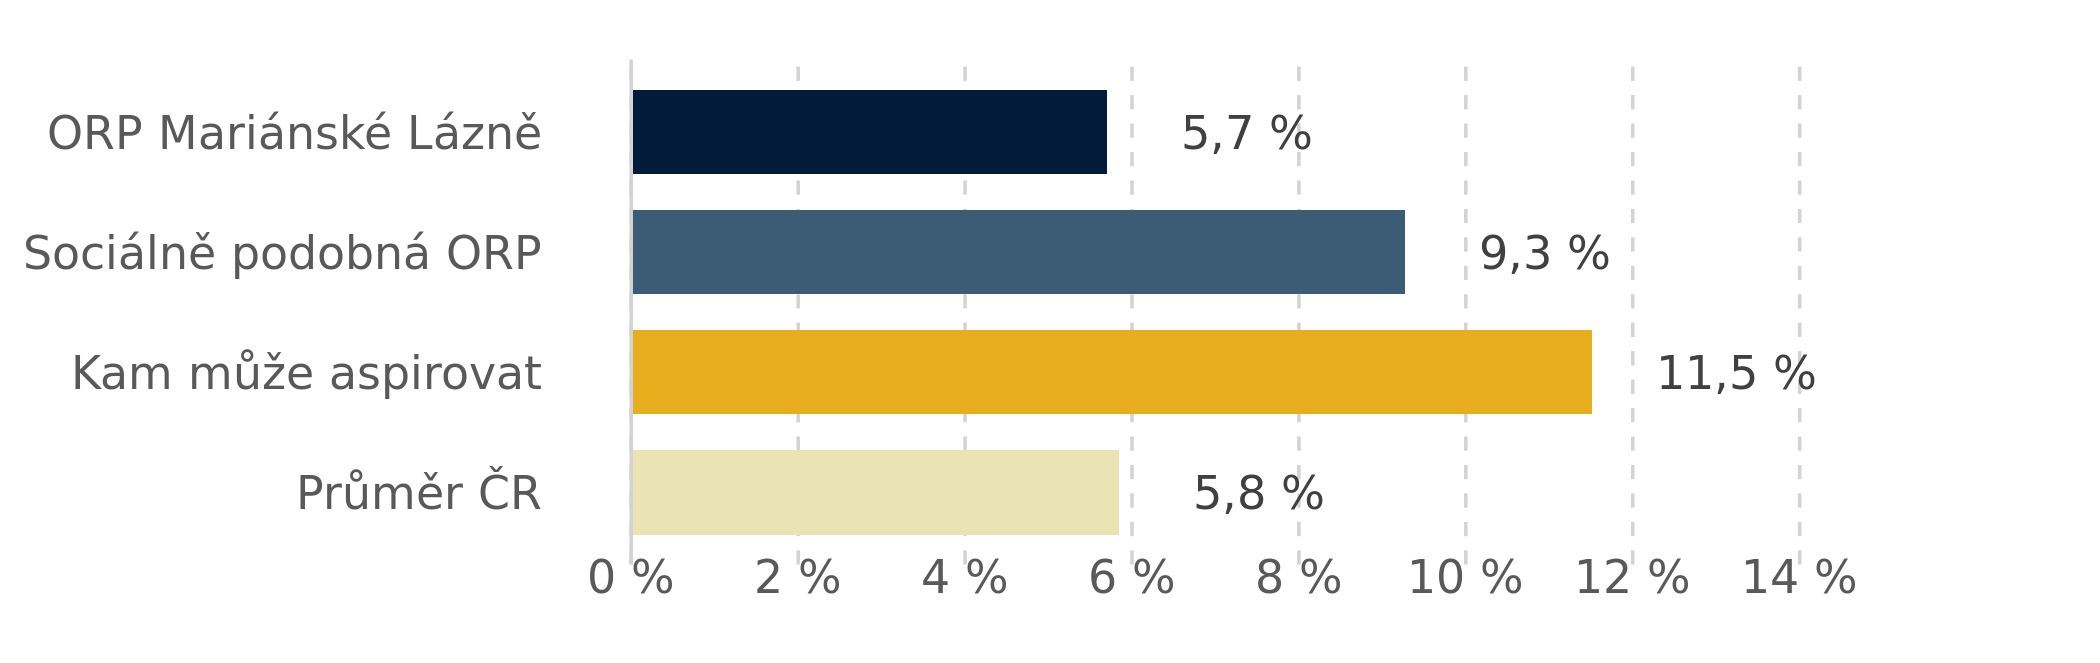 ORP Mariánské Lázně 5,7 %
Sociálně podobná ORP 9,3 %
Kam může aspirovat 11,5 %
Průměr ČR 5,8 %
0 % 2 % 4 % 6 % 8 % 10 % 12 % 14 %